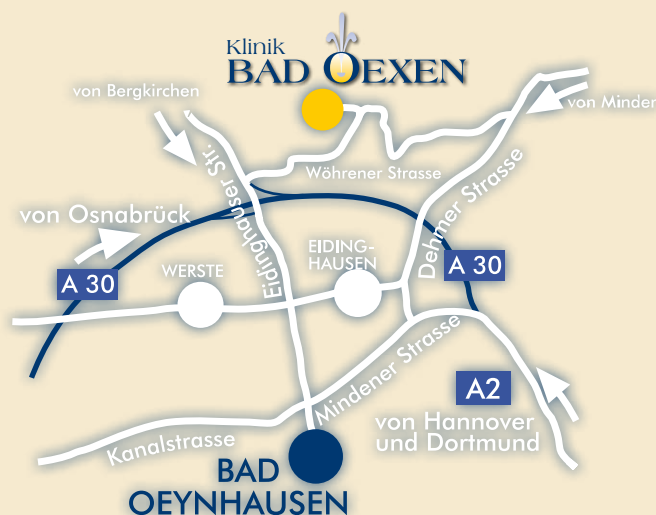 Klinik
BAD OEXEN
von Bergkirchen
von Minden
Wöhrener Strasse
von Osnabrück
Eidinghauser Str.
Dehmer Strasse
EIDING-
HAUSEN
WERSTE
A 30
A 30
Mindener Strasse
A2
von Hannover
und Dortmund
Kanalstrasse
BAD
OEYNHAUSEN